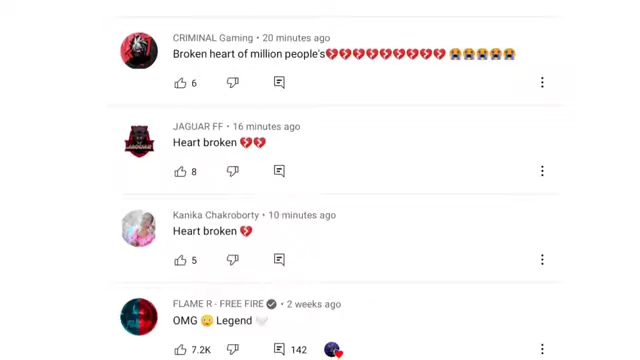 CRIMINAL Gaming • 20 minutes ago
Broken heart of million people's💔💔💔💔💔💔💔💔💔 😭😭😭😭😭
6
JAGUAR FF • 16 minutes ago
Heart broken 💔💔
8
Kanika Chakroborty • 10 minutes ago
Heart broken 💔
5
FLAME R - FREE FIRE • 2 weeks ago
OMG 😥 Legend 🤍
7.2K 142